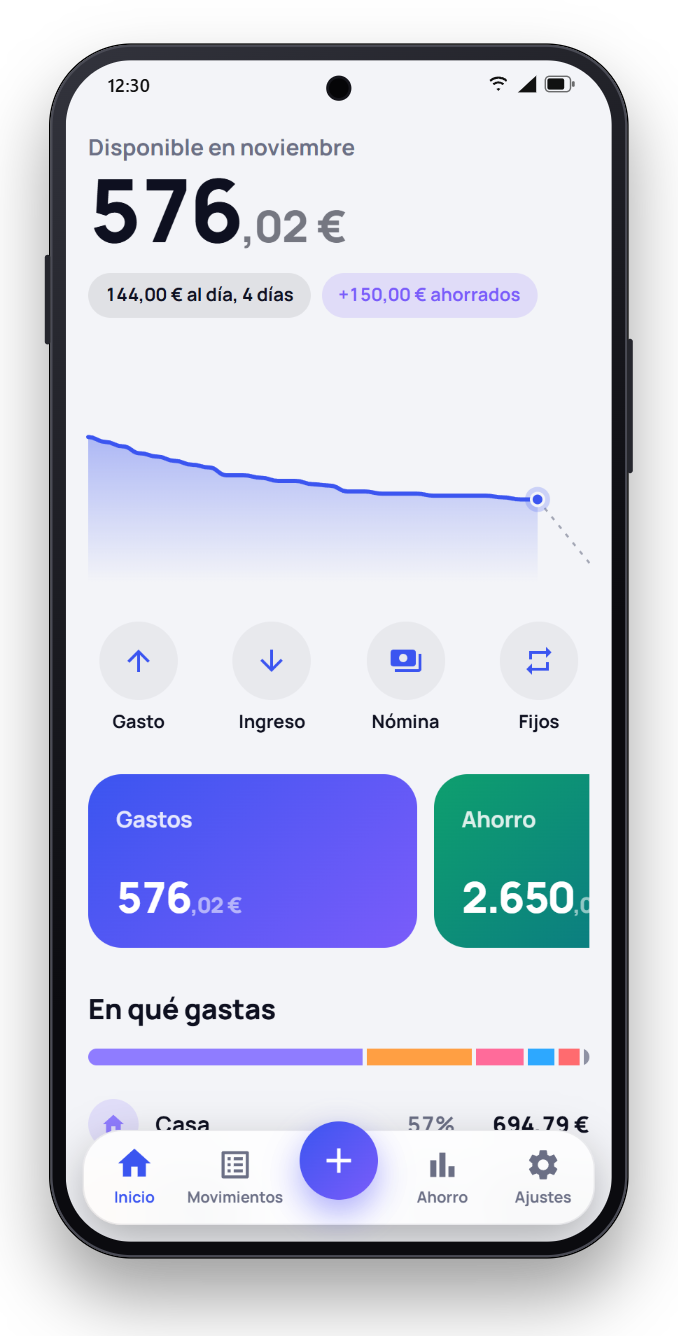 12:30
Disponible en noviembre
576,02 €
144,00 € al día, 4 días
+150,00 € ahorrados
Gasto
Ingreso
Nómina
Fijos
Gastos
576,02 €
Ahorro
2.650,0
En qué gastas
Casa
57%
694,79 €
Inicio
Movimientos
Ahorro
Ajustes